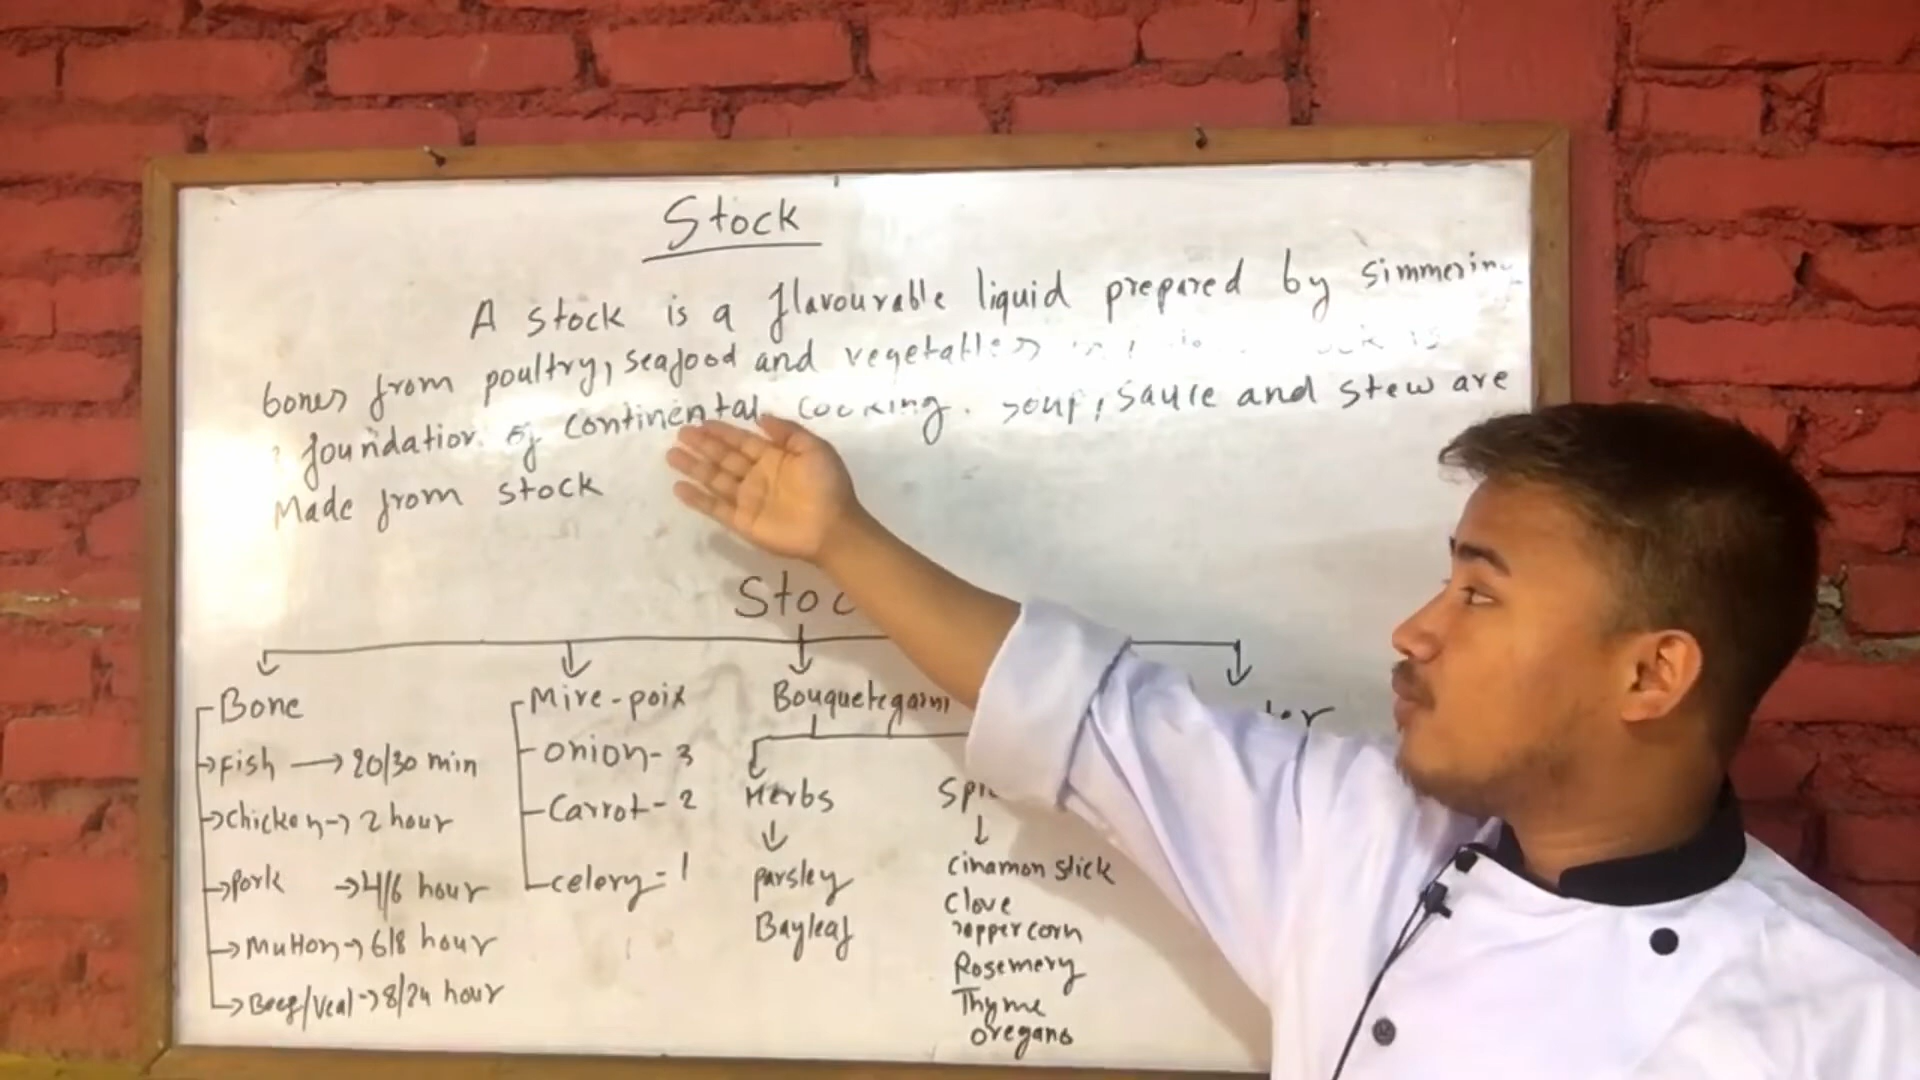 Stock
A stock is a flavourable liquid prepared by simmering
bones from poultry, seafood and vegetables
foundation of continental cooking. soup, sauce and stew are
Made from stock
Bone
Mire-poix
Bouquetegarni
Fish → 20/30 min
onion- 3
Herbs
chicken → 2 hour
Carrot- 2
↓
↓
pork → 4/6 hour
celery = 1
parsley
cinamon stick
Mutton → 6/8 hour
Bayleaf
Clove
Beef/Veal → 8/24 hour
Rosemery
Thyme
oregano